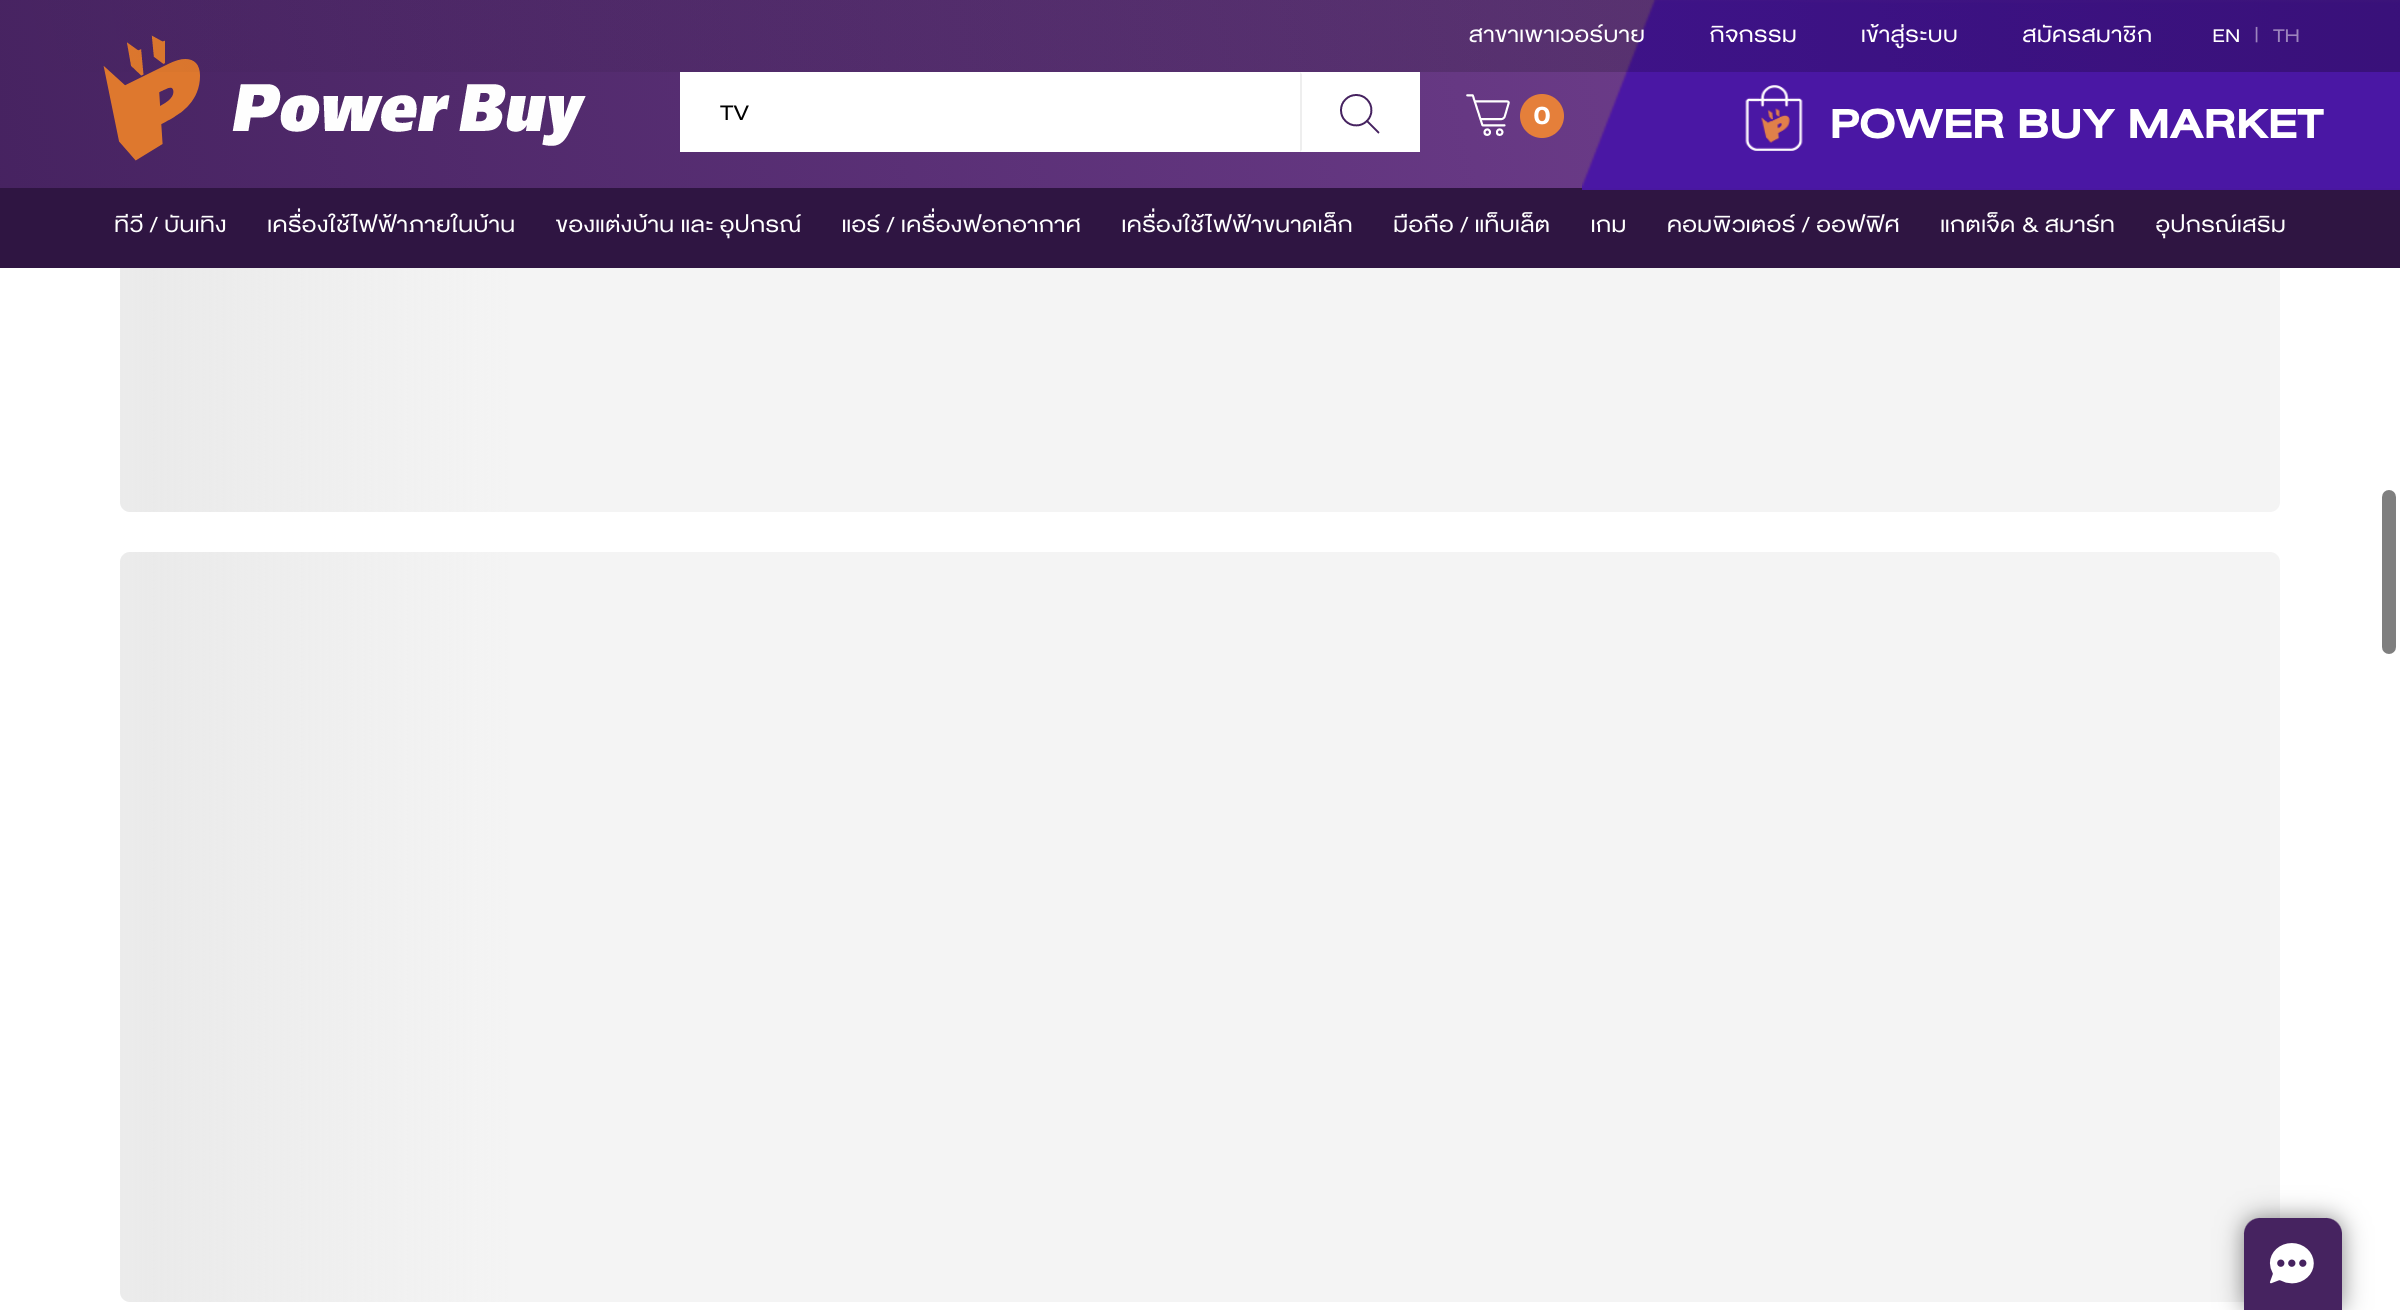 สาขาเพาเวอร์บาย กิจกรรม เข้าสู่ระบบ สมัครสมาชิก EN | TH
Power Buy TV 0 POWER BUY MARKET
ทีวี / บันเทิง เครื่องใช้ไฟฟ้าภายในบ้าน ของแต่งบ้าน และ อุปกรณ์ แอร์ / เครื่องฟอกอากาศ เครื่องใช้ไฟฟ้าขนาดเล็ก มือถือ / แท็บเล็ต เกม คอมพิวเตอร์ / ออฟฟิศ แกตเจ็ด & สมาร์ท อุปกรณ์เสริม